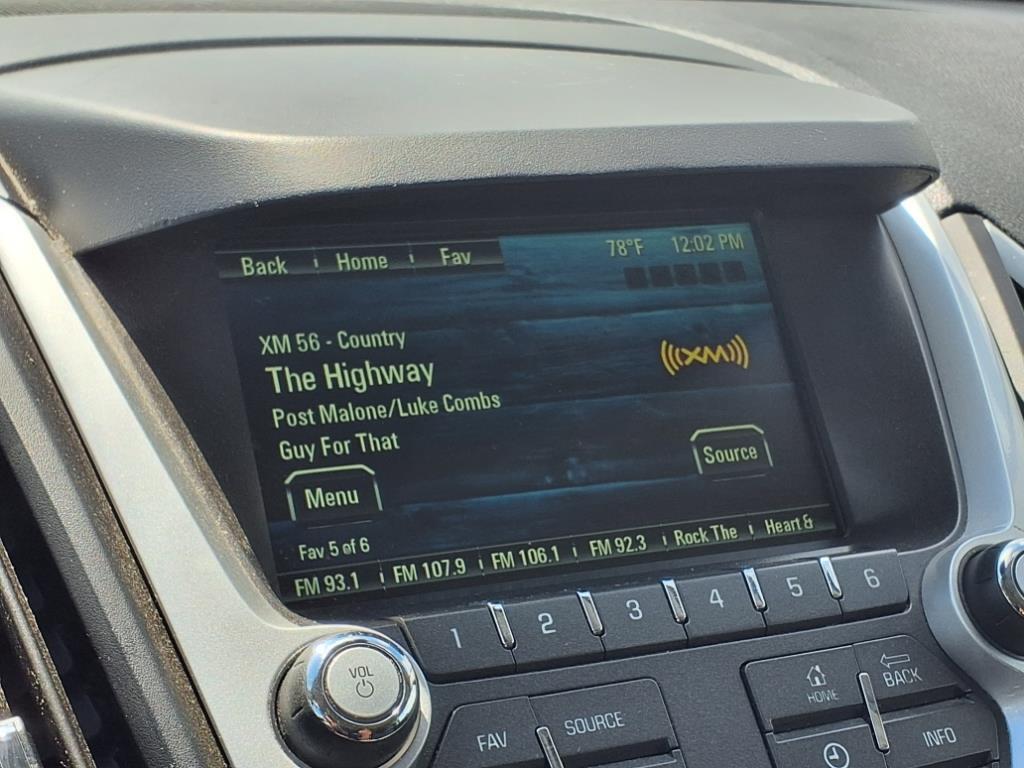 Back Home Fav 78°F 12:02 PM
XM 56 - Country
The Highway
((XM))
Post Malone/Luke Combs
Guy For That
Menu Source
Fav 5 of 6
FM 93.1 FM 107.9 FM 106.1 FM 92.3 Rock The Heart &
1 2 3 4 5 6
VOL
FAV SOURCE HOME BACK
INFO